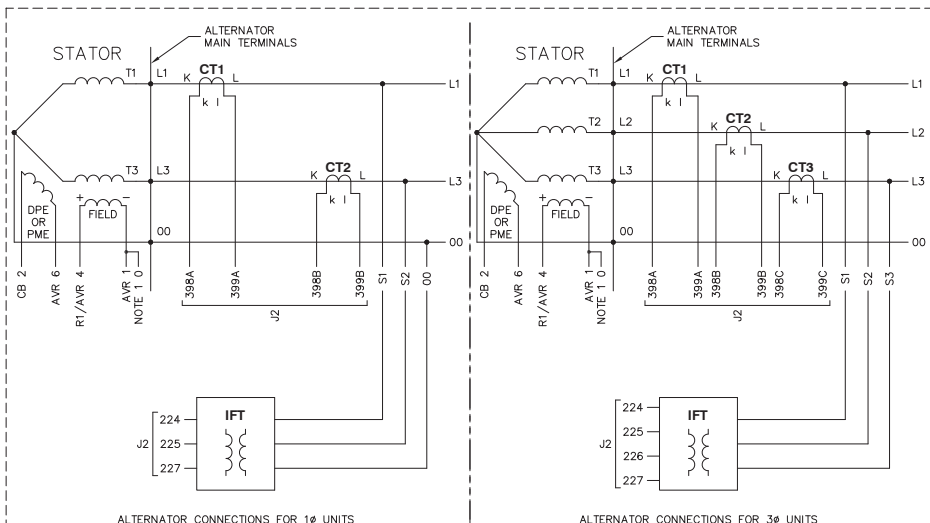 ALTERNATOR
MAIN TERMINALS
STATOR
T1
L1
K
CT1
L
k l
L1
T3
L3
K
CT2
L
k l
L3
DPE
OR
PME
+
−
FIELD
00
00
CB 2
AVR 6
R1/AVR 4
AVR 1
NOTE 1 0
398A
399A
398B
399B
S1
S2
00
J2
IFT
J2
224
225
227
ALTERNATOR CONNECTIONS FOR 1ø UNITS
ALTERNATOR
MAIN TERMINALS
STATOR
T1
L1
K
CT1
L
k l
L1
T2
L2
K
CT2
L
k l
L2
T3
L3
CT3
K
L
k l
L3
DPE
OR
PME
+
−
FIELD
00
00
CB 2
AVR 6
R1/AVR 4
AVR 1
NOTE 1 0
398A
399A
398B
399B
398C
399C
S1
S2
S3
J2
IFT
J2
224
225
226
227
ALTERNATOR CONNECTIONS FOR 3ø UNITS